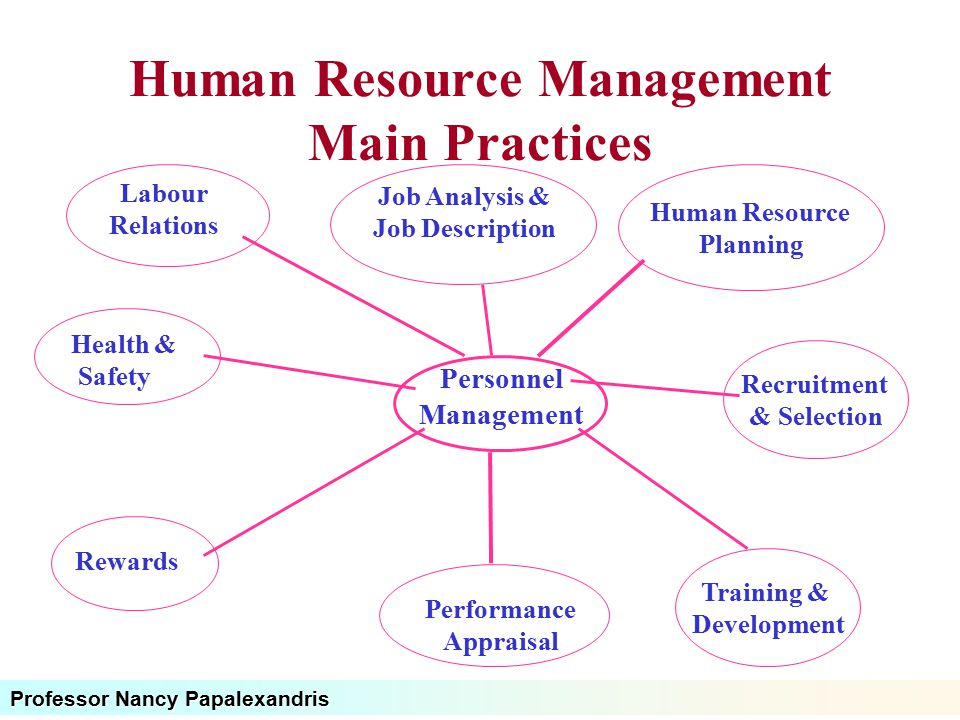 Human Resource Management
Main Practices
Labour
Relations
Job Analysis &
Job Description
Human Resource
Planning
Health &
Safety
Personnel
Management
Recruitment
& Selection
Rewards
Performance
Appraisal
Training &
Development
Professor Nancy Papalexandris